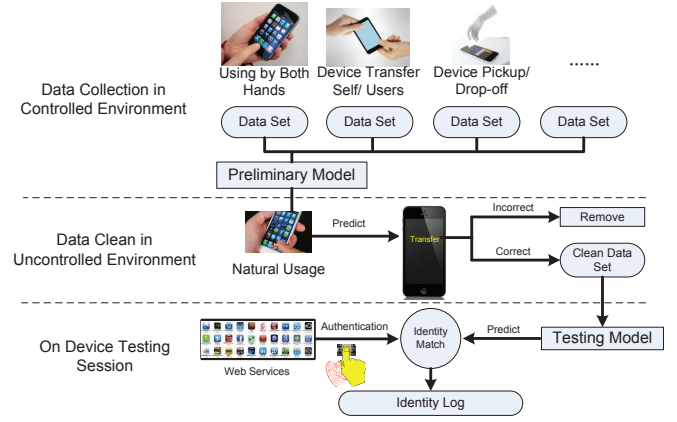 Using by Both
Hands
Device Transfer
Self/ Users
Device Pickup/
Drop-off
......
Data Collection in
Controlled Environment
Data Set
Data Set
Data Set
Data Set
Preliminary Model
Data Clean in
Uncontrolled Environment
Natural Usage
Predict
Transfer
Incorrect
Remove
Correct
Clean Data
Set
On Device Testing
Session
Web Services
Authentication
Identity
Match
Predict
Testing Model
Identity Log